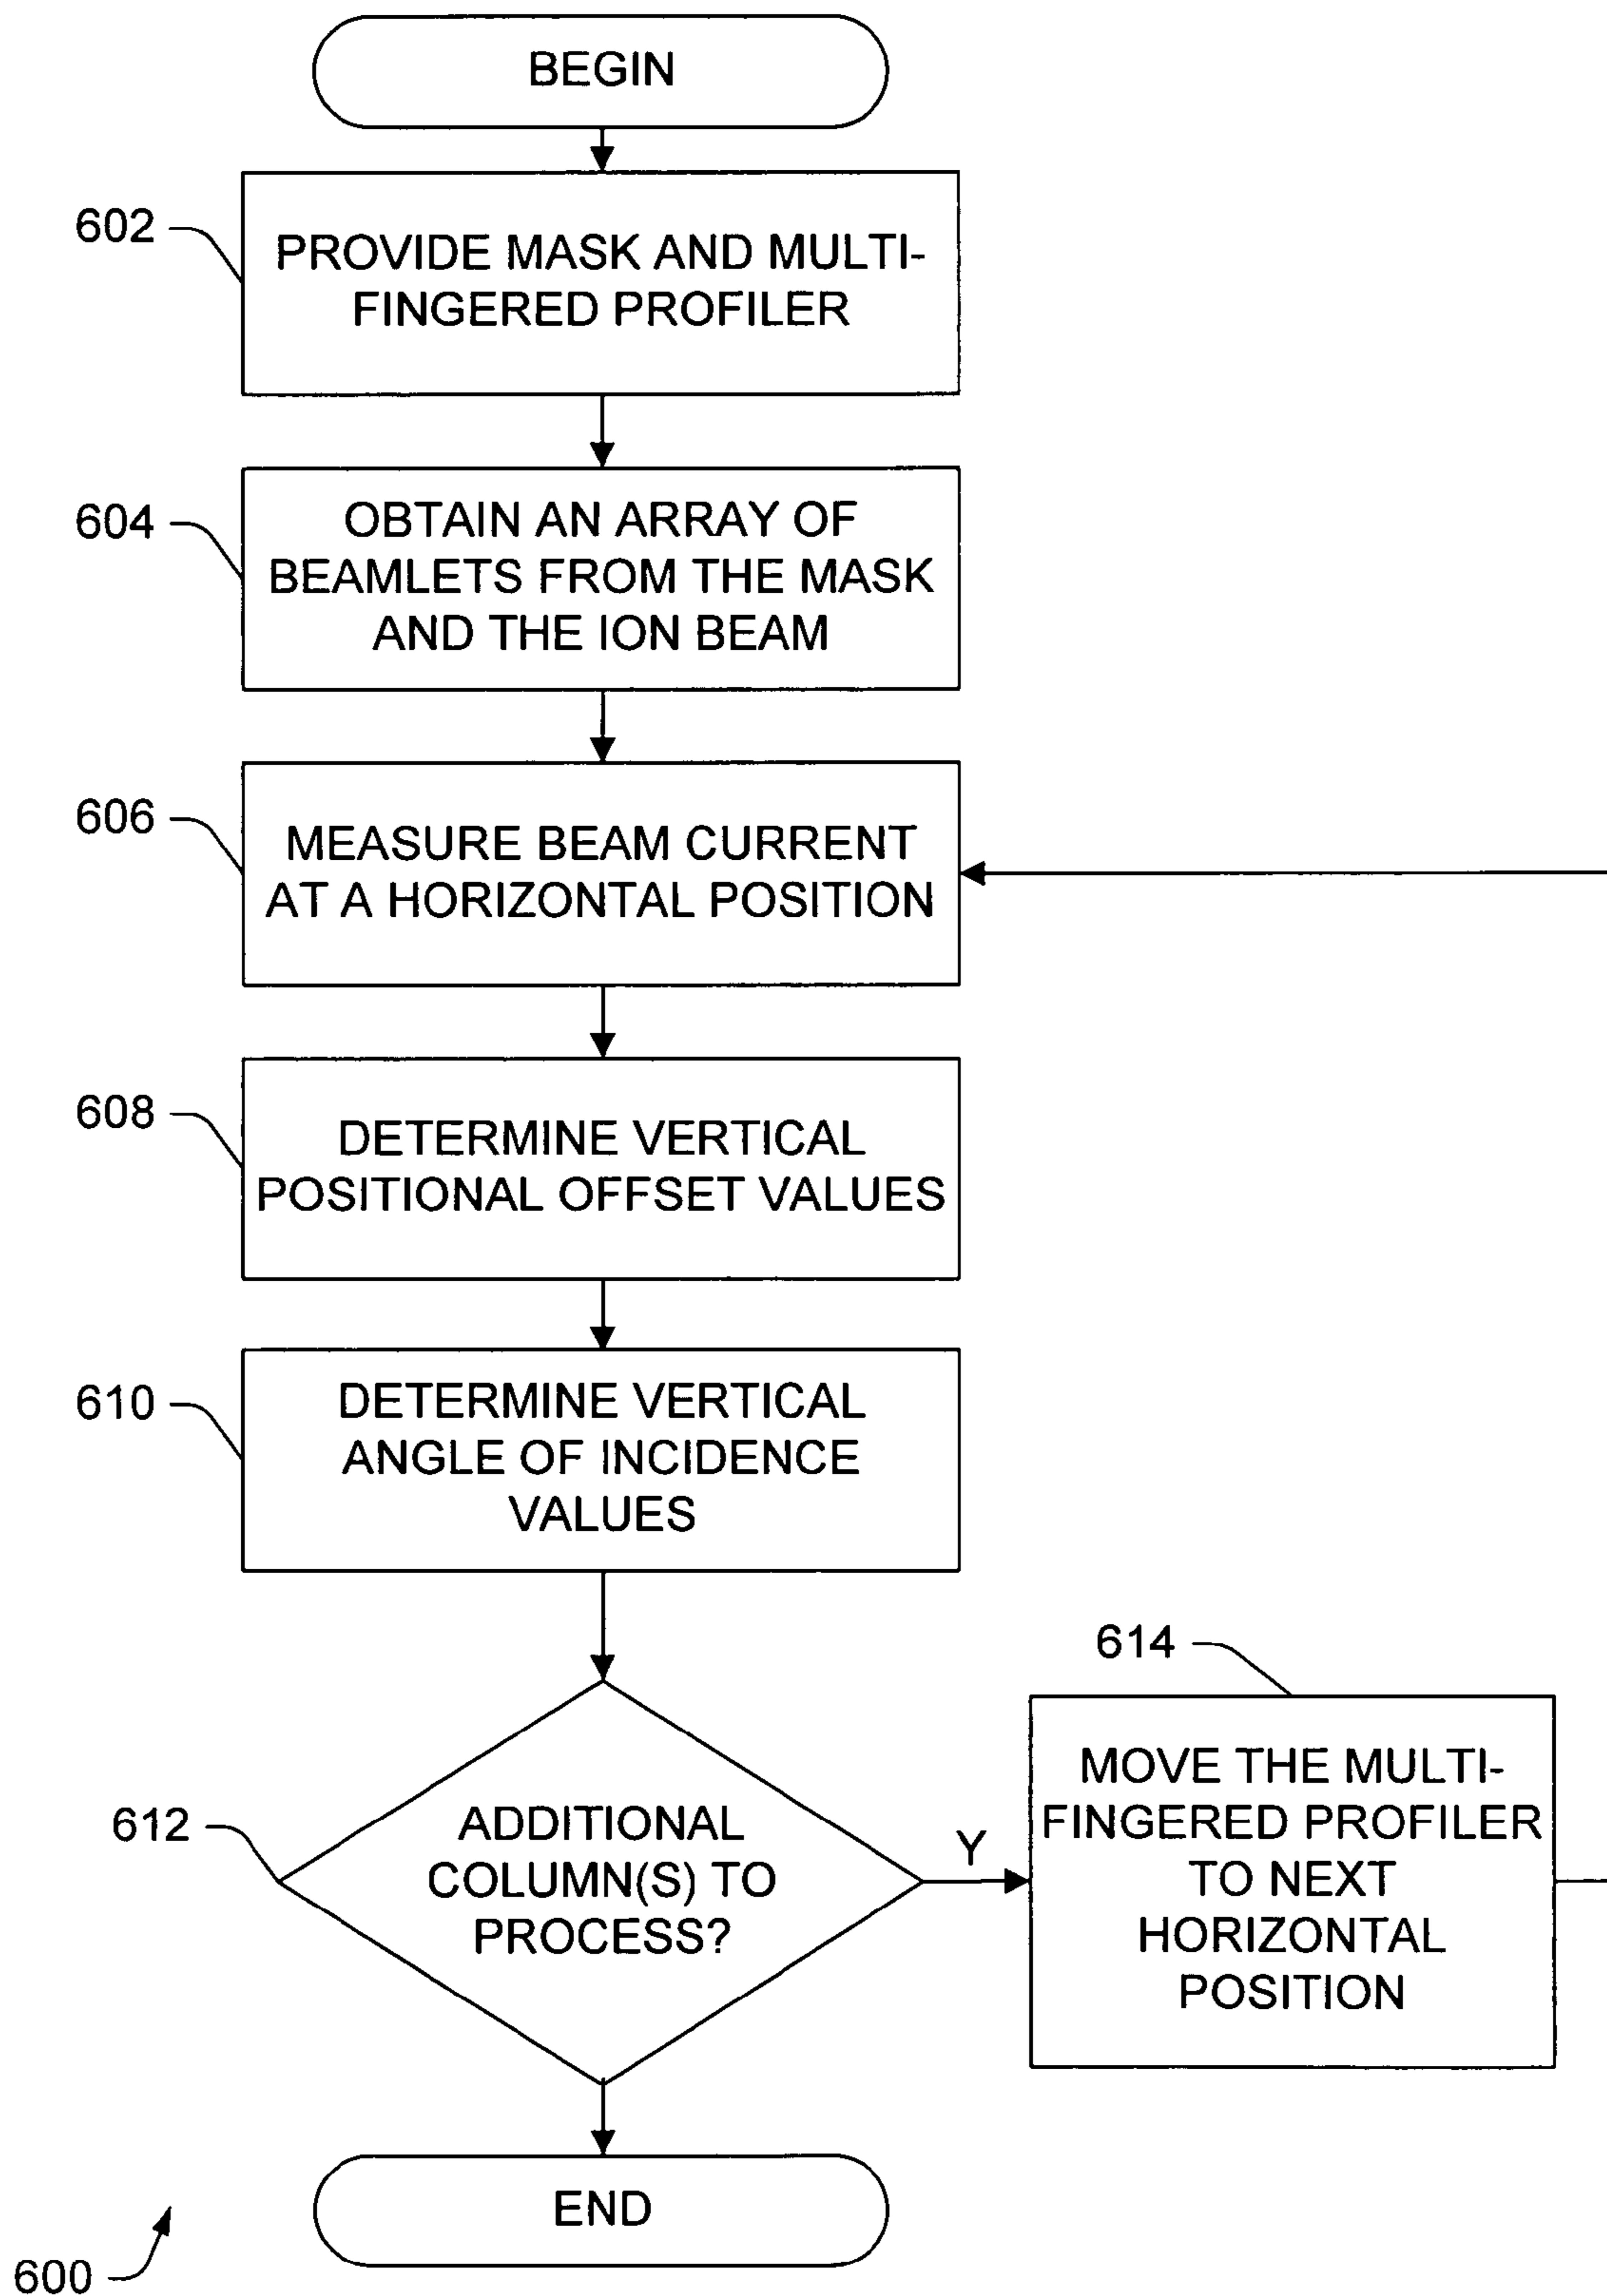 BEGIN
602
PROVIDE MASK AND MULTI-
FINGERED PROFILER
604
OBTAIN AN ARRAY OF
BEAMLETS FROM THE MASK
AND THE ION BEAM
606
MEASURE BEAM CURRENT
AT A HORIZONTAL POSITION
608
DETERMINE VERTICAL
POSITIONAL OFFSET VALUES
610
DETERMINE VERTICAL
ANGLE OF INCIDENCE
VALUES
612
ADDITIONAL
COLUMN(S) TO
PROCESS?
Y
614
MOVE THE MULTI-
FINGERED PROFILER
TO NEXT
HORIZONTAL
POSITION
END
600